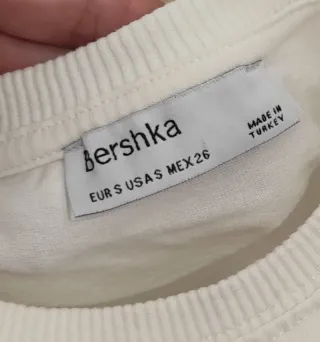 Bershka
MADE IN
TURKEY
EUR S USA S MEX 26